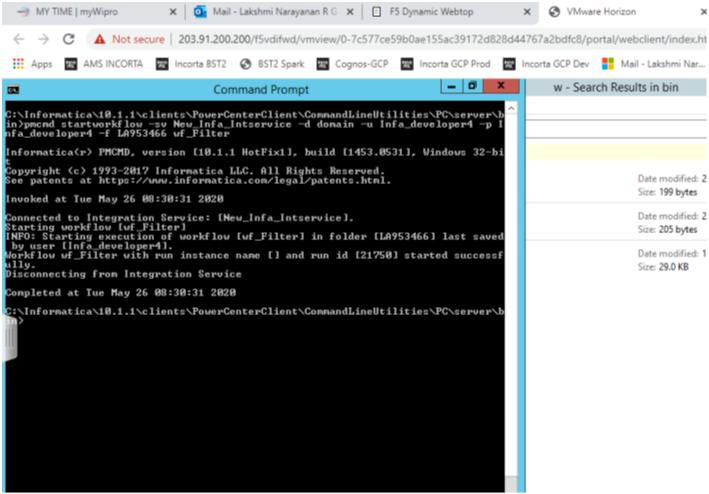 MY TIME | myWipro
Mail - Lakshmi Narayanan R G
F5 Dynamic Webtop
VMware Horizon
Not secure | 203.91.200.200/f5vdifwd/vmview/0-7c577ce59b0ae155ac39172d828d44767a2bdfc8/portal/webclient/index.ht
Apps AMS INCORTA Incorta BST2 BST2 Spark Cognos-GCP Incorta GCP Prod Incorta GCP Dev Mail - Lakshmi Nar...
Command Prompt
w - Search Results in bin
C:\Informatica\10.1.1\clients\PowerCenterClient\CommandLineUtilities\PC\server\b
in>pmcmd startworkflow -sv New_Infa_Intservice -d domain -u Infa_developer4 -p I
nfa_developer4 -f LA953466 wf_Filter
Informatica(r) PMCMD, version [10.1.1 HotFix1], build [1453.0531], Windows 32-bi
t
Copyright (c) 1993-2017 Informatica LLC. All Rights Reserved.
See patents at https://www.informatica.com/legal/patents.html.
Invoked at Tue May 26 08:30:31 2020
Connected to Integration Service: [New_Infa_Intservice].
Starting workflow [wf_Filter]
INFO: Starting execution of workflow [wf_Filter] in folder [LA953466] last saved
by user [Infa_developer4].
Workflow wf_Filter with run instance name [] and run id [21750] started successf
ully.
Disconnecting from Integration Service
Completed at Tue May 26 08:30:31 2020
C:\Informatica\10.1.1\clients\PowerCenterClient\CommandLineUtilities\PC\server\b
in>
Date modified: 2
Size: 199 bytes
Date modified: 2
Size: 205 bytes
Date modified: 1
Size: 29.0 KB